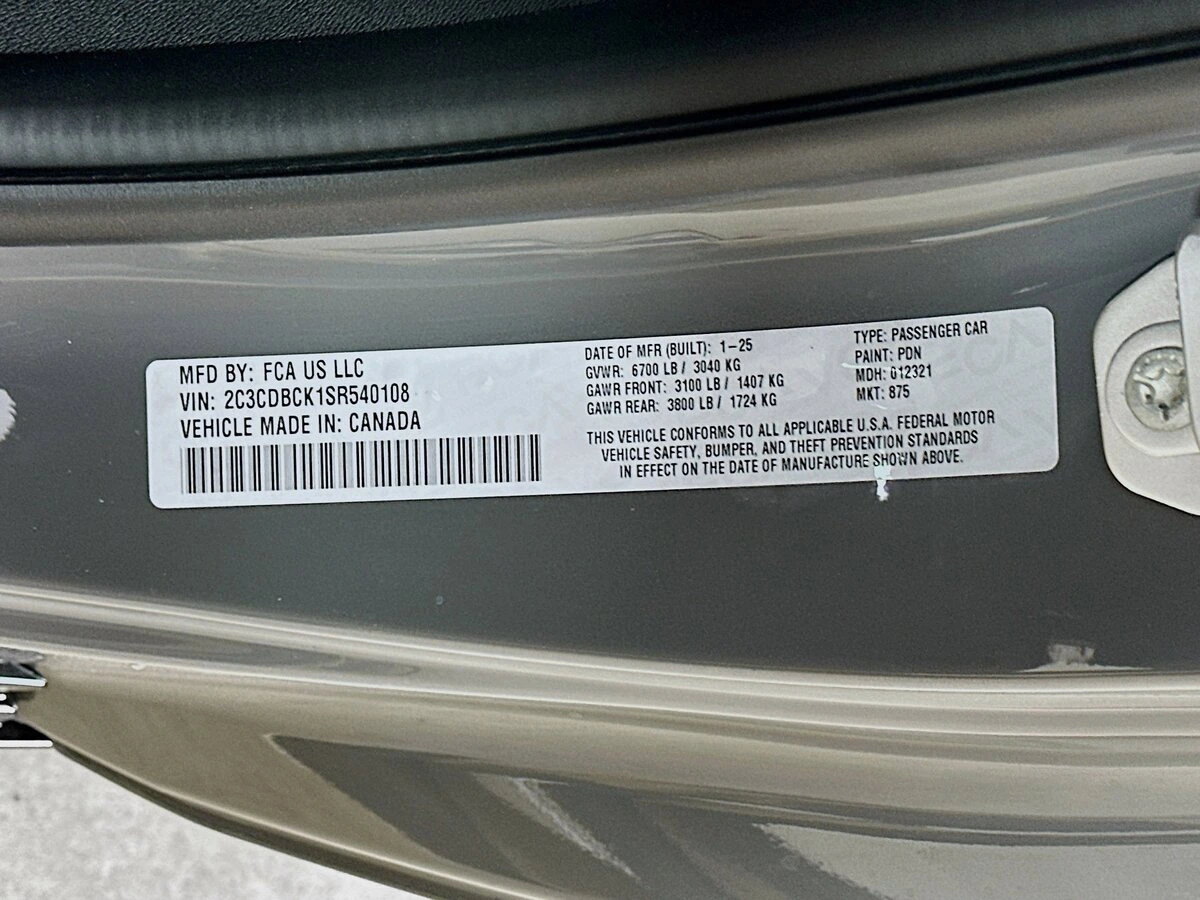 MFD BY: FCA US LLC
VIN: 2C3CDBCK1SR540108
VEHICLE MADE IN: CANADA
DATE OF MFR (BUILT): 1-25
GVWR: 6700 LB / 3040 KG
GAWR FRONT: 3100 LB / 1407 KG
GAWR REAR: 3800 LB / 1724 KG
TYPE: PASSENGER CAR
PAINT: PDN
MDH: 012321
MKT: 875
THIS VEHICLE CONFORMS TO ALL APPLICABLE U.S.A. FEDERAL MOTOR
VEHICLE SAFETY, BUMPER, AND THEFT PREVENTION STANDARDS
IN EFFECT ON THE DATE OF MANUFACTURE SHOWN ABOVE.